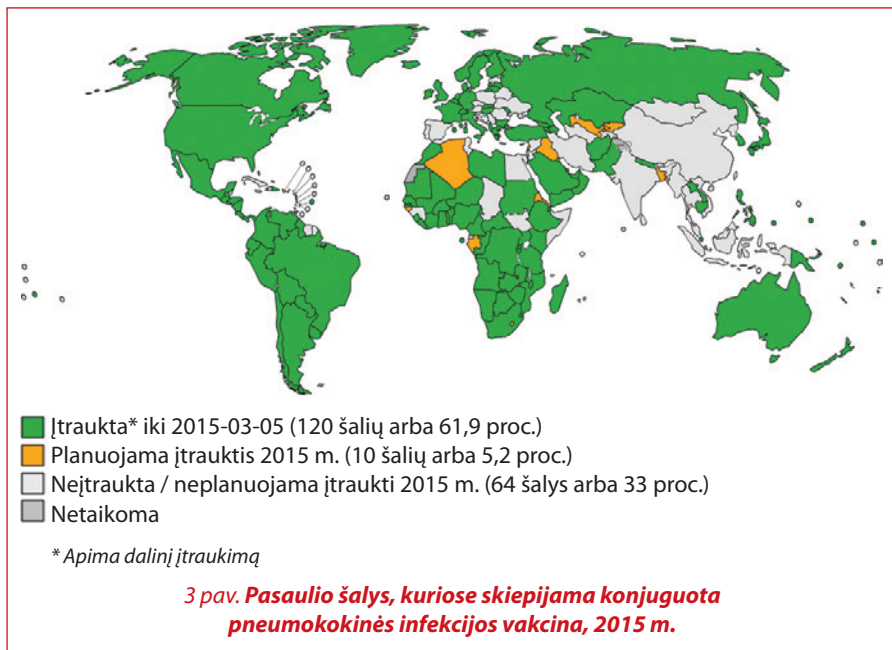 Įtraukta* iki 2015-03-05 (120 šalių arba 61,9 proc.)
Planuojama įtrauktis 2015 m. (10 šalių arba 5,2 proc.)
Neįtraukta / neplanuojama įtraukti 2015 m. (64 šalys arba 33 proc.)
Netaikoma
* Apima dalinį įtraukimą
3 pav. Pasaulio šalys, kuriose skiepijama konjuguota
pneumokokinės infekcijos vakcina, 2015 m.